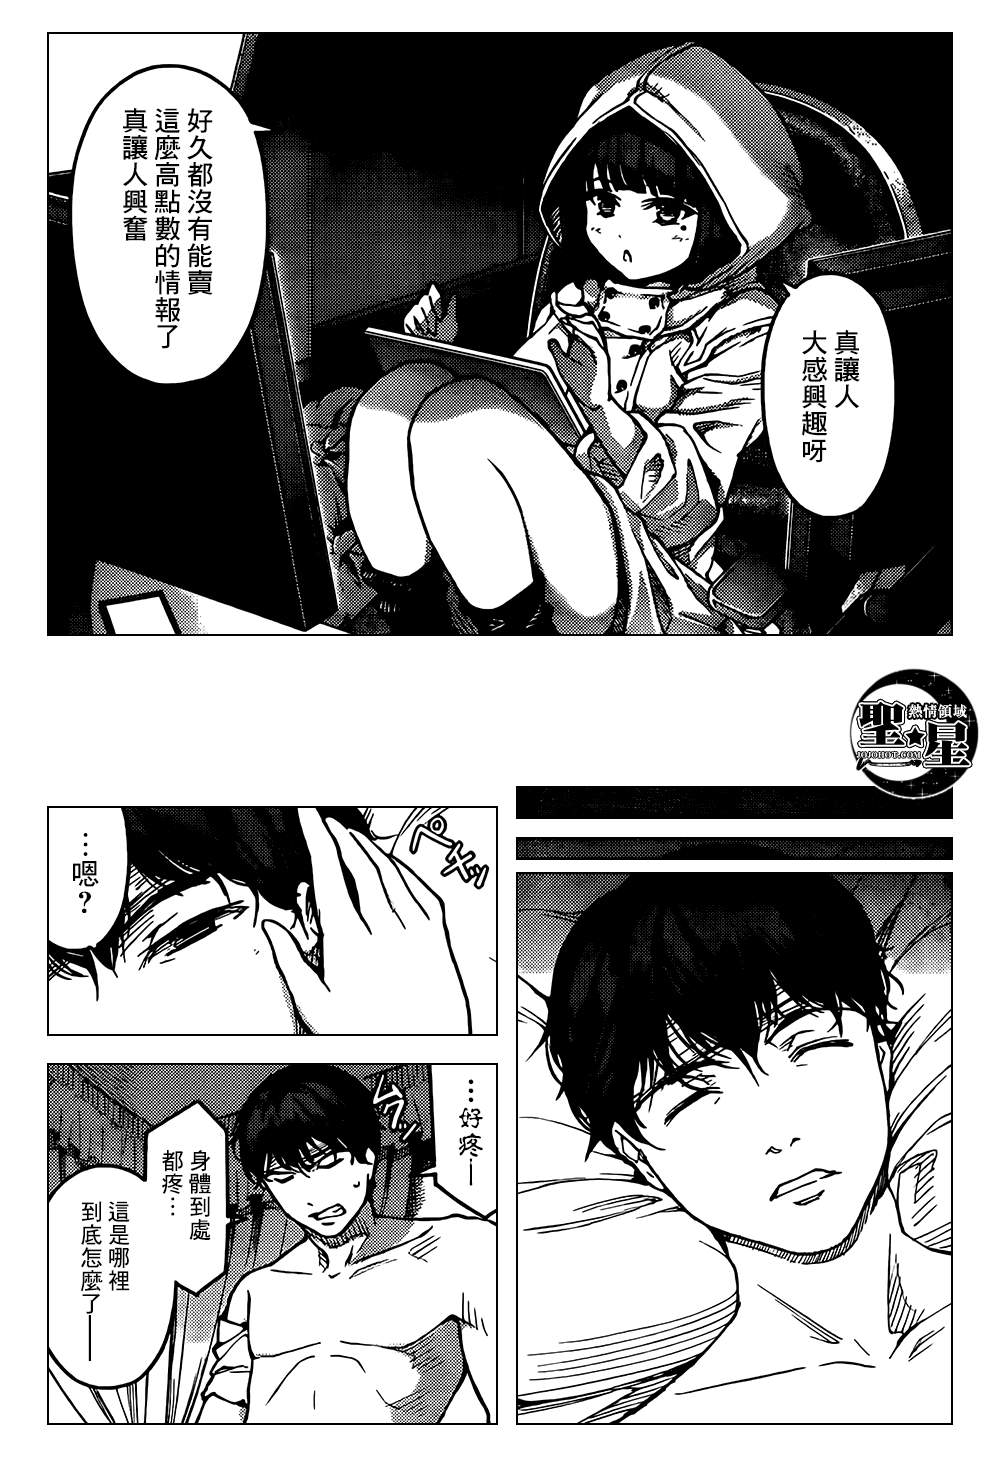 真讓人
大感興趣呀
好久都沒有能賣
這麼高點數的情報了
真讓人興奮
熱情領域
聖★星
JOJOHOT.COM
ペチッ
…嗯?
…好疼—
身體到處
都疼…
這是哪裡
到底怎麼了——